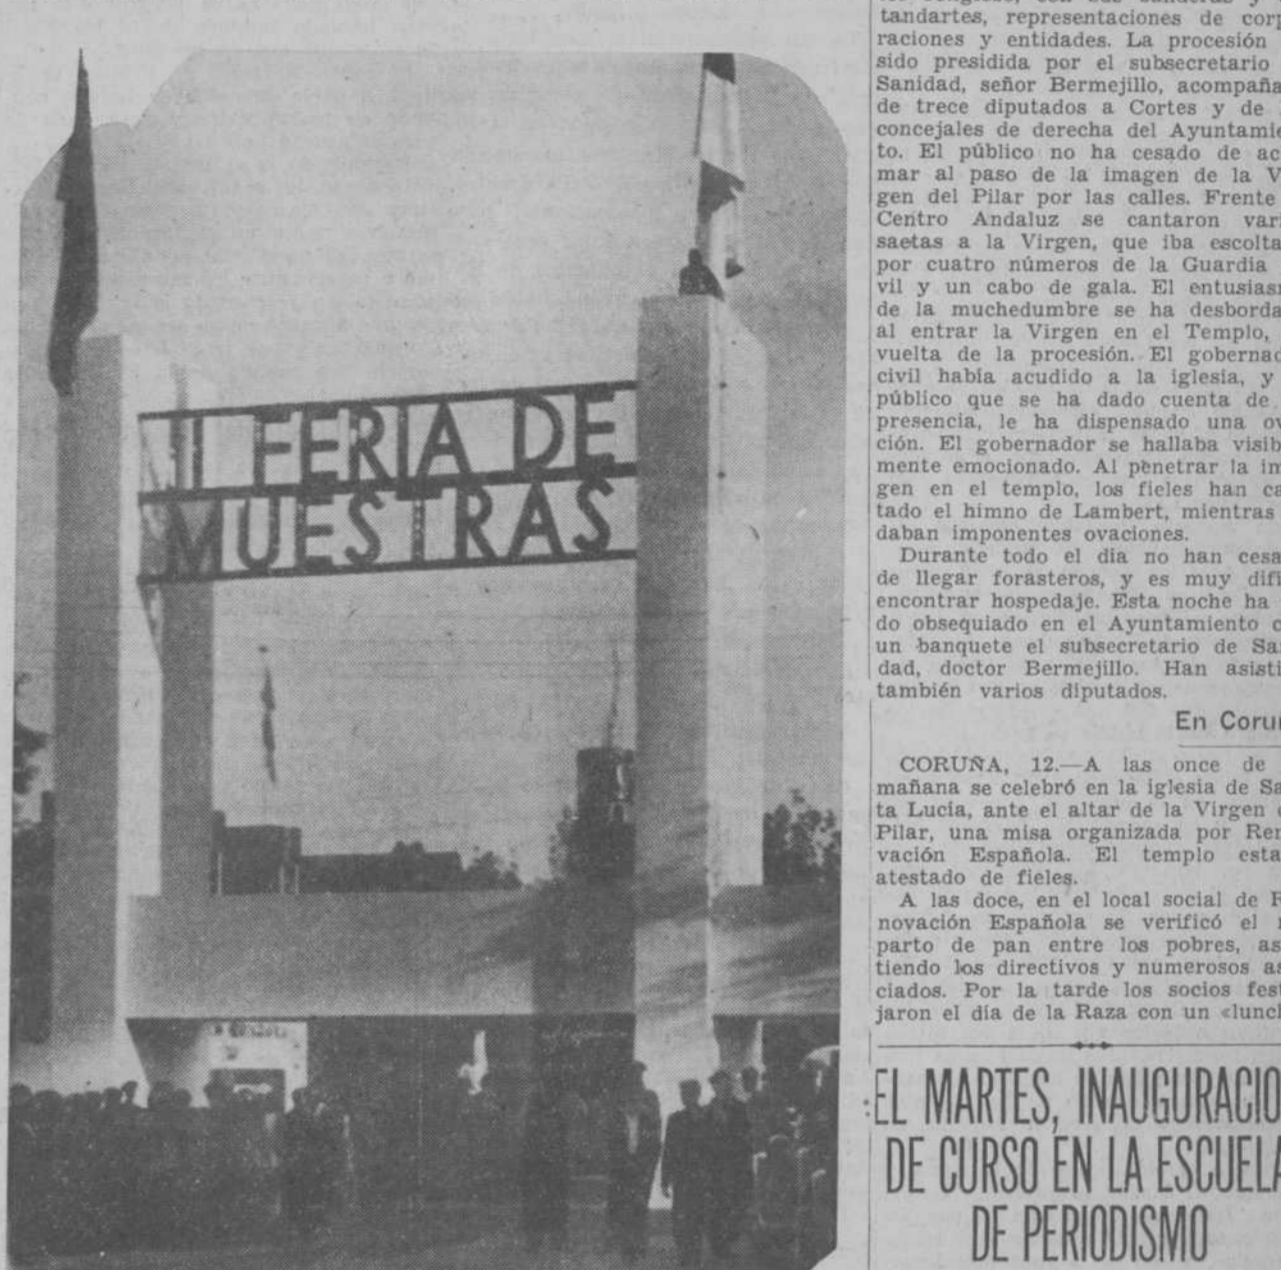 II FERIA DE
MUESTRAS
tandartes, representaciones de corp
raciones y entidades. La procesión
sido presidida por el subsecretario
Sanidad, señor Bermejillo, acompaña
de trece diputados a Cortes y de
concejales de derecha del Ayuntamie
to. El público no ha cesado de ac
mar al paso de la imagen de la V
gen del Pilar por las calles. Frente
Centro Andaluz se cantaron vari
saetas a la Virgen, que iba escolta
por cuatro números de la Guardia
vil y un cabo de gala. El entusiasm
de la muchedumbre se ha desborda
al entrar la Virgen en el Templo,
vuelta de la procesión. El gobernad
civil había acudido a la iglesia, y
público que se ha dado cuenta de
presencia, le ha dispensado una ov
ción. El gobernador se hallaba visib
mente emocionado. Al penetrar la im
gen en el templo, los fieles han ca
tado el himno de Lambert, mientras
daban imponentes ovaciones.
Durante todo el día no han cesa
de llegar forasteros, y es muy difí
encontrar hospedaje. Esta noche ha
do obsequiado en el Ayuntamiento c
un banquete el subsecretario de San
dad, doctor Bermejillo. Han asisti
también varios diputados.
En Coru
CORUÑA, 12.—A las once de
mañana se celebró en la iglesia de Sa
ta Lucía, ante el altar de la Virgen
Pilar, una misa organizada por Ren
vación Española. El templo esta
atestado de fieles.
A las doce, en el local social de R
novación Española se verificó el
parto de pan entre los pobres, as
tiendo los directivos y numerosos as
ciados. Por la tarde los socios fest
jaron el día de la Raza con un «lunch
EL MARTES, INAUGURACIO
DE CURSO EN LA ESCUELA
DE PERIODISMO